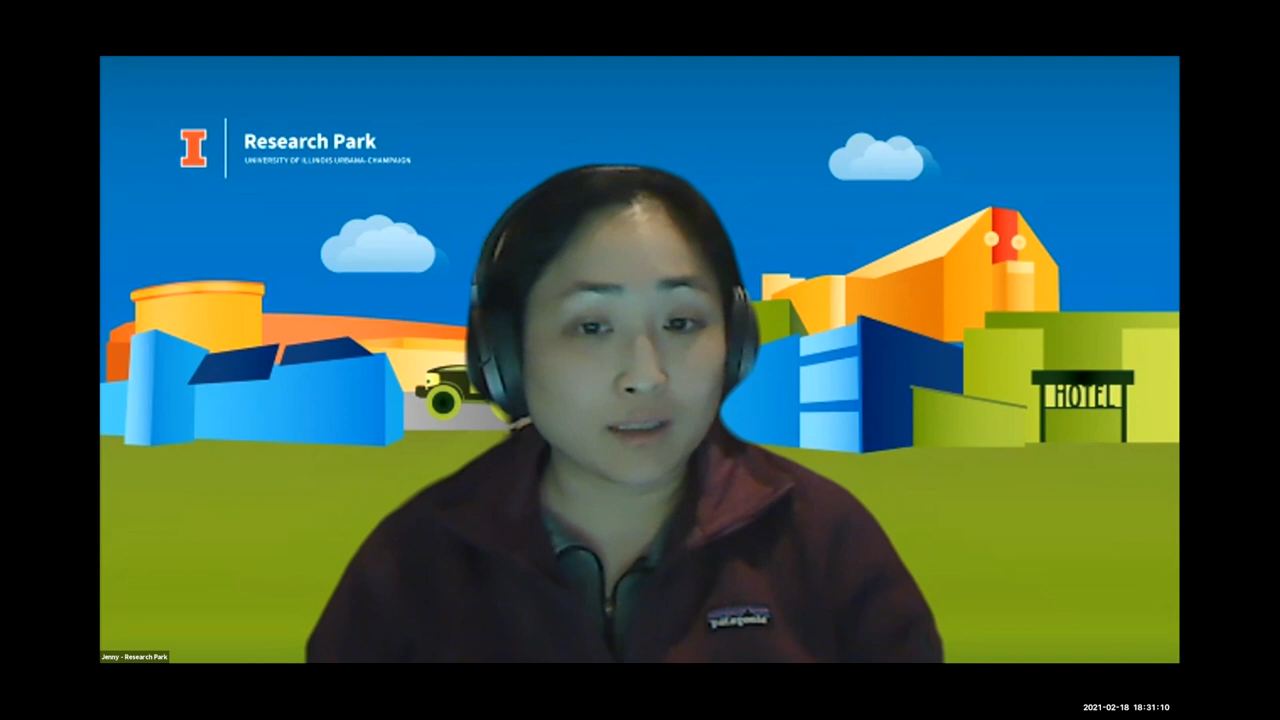 I
Research Park
UNIVERSITY OF ILLINOIS URBANA-CHAMPAIGN
HOTEL
patagonia
Jenny - Research Park
2021-02-18 18:31:10